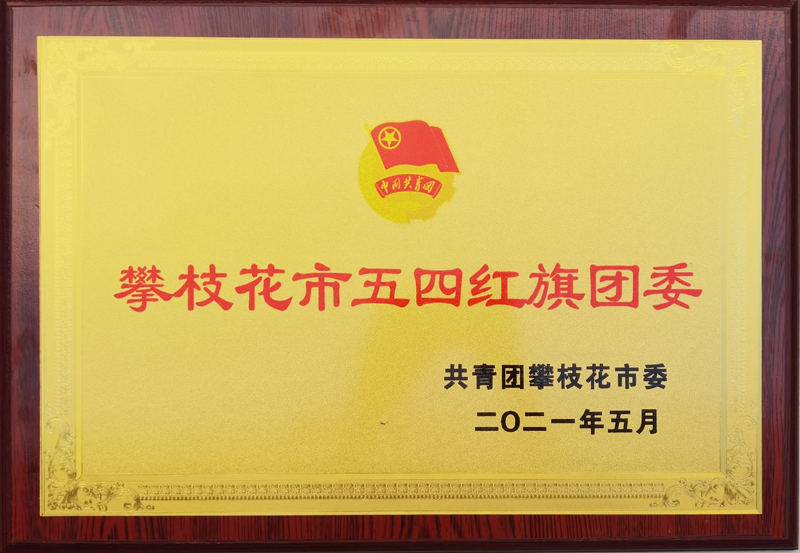 中国共青团
攀枝花市五四红旗团委
共青团攀枝花市委
二〇二一年五月